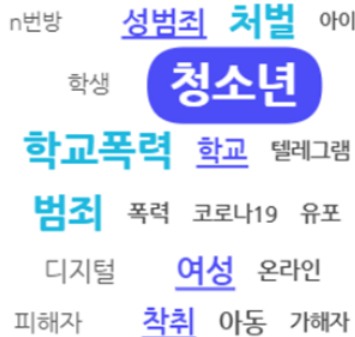 n번방 성범죄 처벌 아이
학생 청소년
학교폭력 학교 텔레그램
범죄 폭력 코로나19 유포
디지털 여성 온라인
피해자 착취 아동 가해자